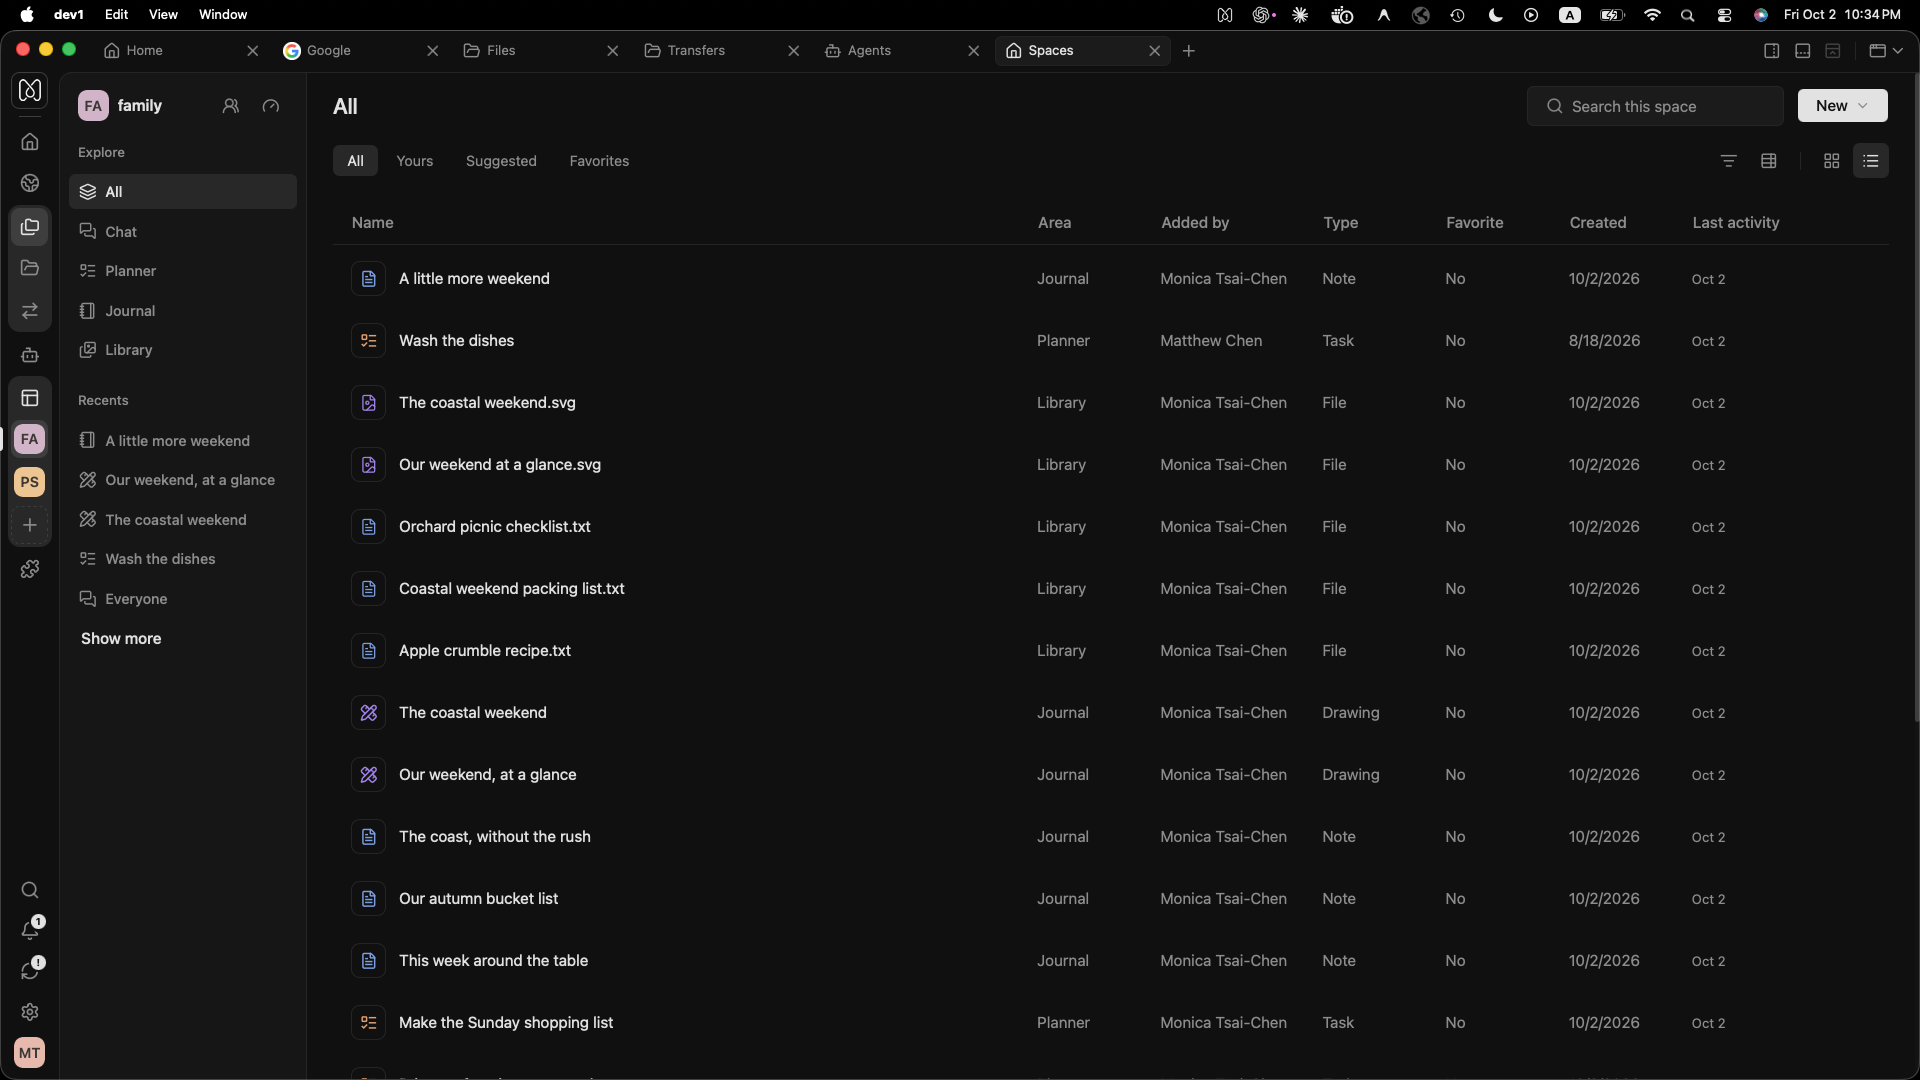 dev1 Edit View Window
A
Fri Oct 2 10:34 PM
Home Google Files Transfers Agents Spaces
FA family
Explore
All
Chat
Planner
Journal
Library
Recents
A little more weekend
Our weekend, at a glance
The coastal weekend
Wash the dishes
Everyone
Show more
FA
PS
1
!
MT
All
Search this space
New
All Yours Suggested Favorites
Name Area Added by Type Favorite Created Last activity
A little more weekend Journal Monica Tsai-Chen Note No 10/2/2026 Oct 2
Wash the dishes Planner Matthew Chen Task No 8/18/2026 Oct 2
The coastal weekend.svg Library Monica Tsai-Chen File No 10/2/2026 Oct 2
Our weekend at a glance.svg Library Monica Tsai-Chen File No 10/2/2026 Oct 2
Orchard picnic checklist.txt Library Monica Tsai-Chen File No 10/2/2026 Oct 2
Coastal weekend packing list.txt Library Monica Tsai-Chen File No 10/2/2026 Oct 2
Apple crumble recipe.txt Library Monica Tsai-Chen File No 10/2/2026 Oct 2
The coastal weekend Journal Monica Tsai-Chen Drawing No 10/2/2026 Oct 2
Our weekend, at a glance Journal Monica Tsai-Chen Drawing No 10/2/2026 Oct 2
The coast, without the rush Journal Monica Tsai-Chen Note No 10/2/2026 Oct 2
Our autumn bucket list Journal Monica Tsai-Chen Note No 10/2/2026 Oct 2
This week around the table Journal Monica Tsai-Chen Note No 10/2/2026 Oct 2
Make the Sunday shopping list Planner Monica Tsai-Chen Task No 10/2/2026 Oct 2